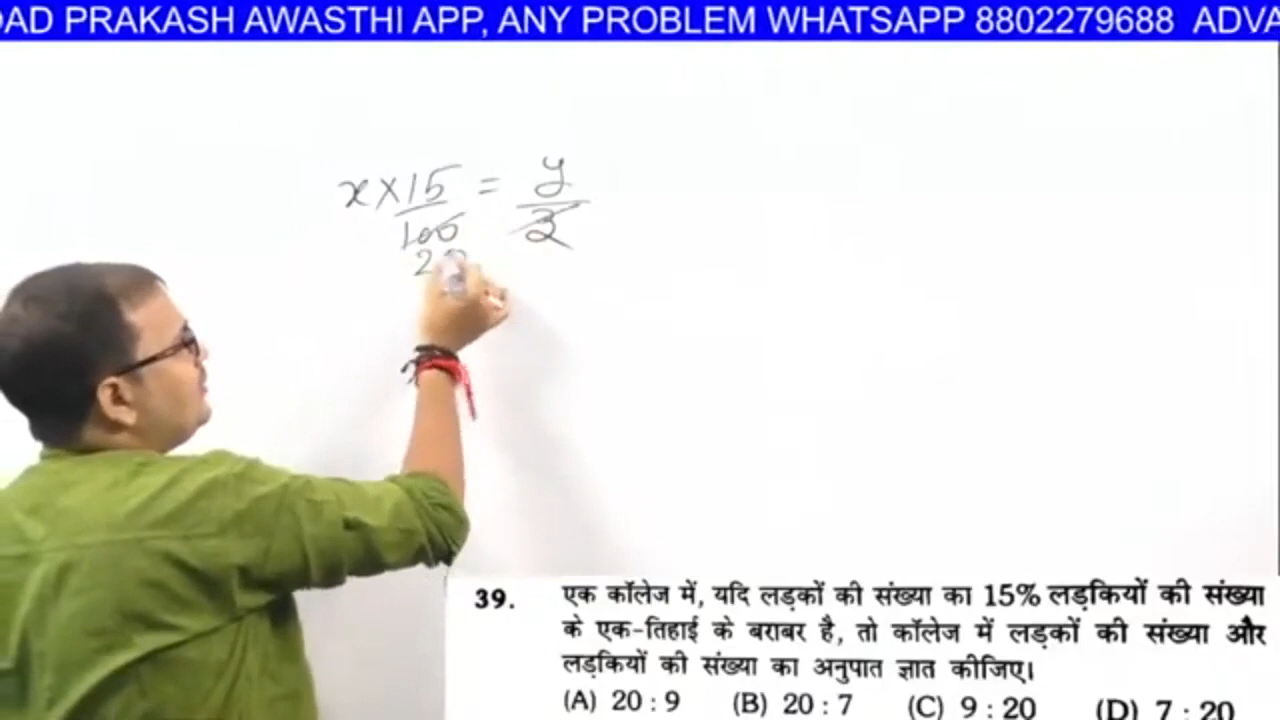 OAD PRAKASH AWASTHI APP, ANY PROBLEM WHATSAPP 8802279688 ADVA
x × 15 = y
100 3
20
39. एक कॉलेज में, यदि लड़कों की संख्या का 15% लड़कियों की संख्या
के एक-तिहाई के बराबर है, तो कॉलेज में लड़कों की संख्या और
लड़कियों की संख्या का अनुपात ज्ञात कीजिए।
(A) 20 : 9 (B) 20 : 7 (C) 9 : 20 (D) 7 : 20